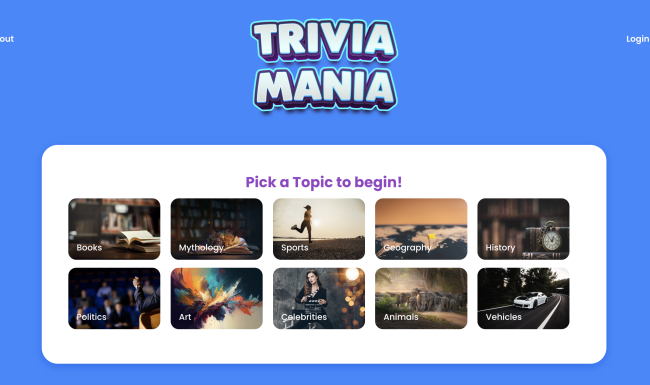 out
Login
TRIVIA
MANIA
Pick a Topic to begin!
Books
Mythology
Sports
Geography
History
Politics
Art
Celebrities
Animals
Vehicles